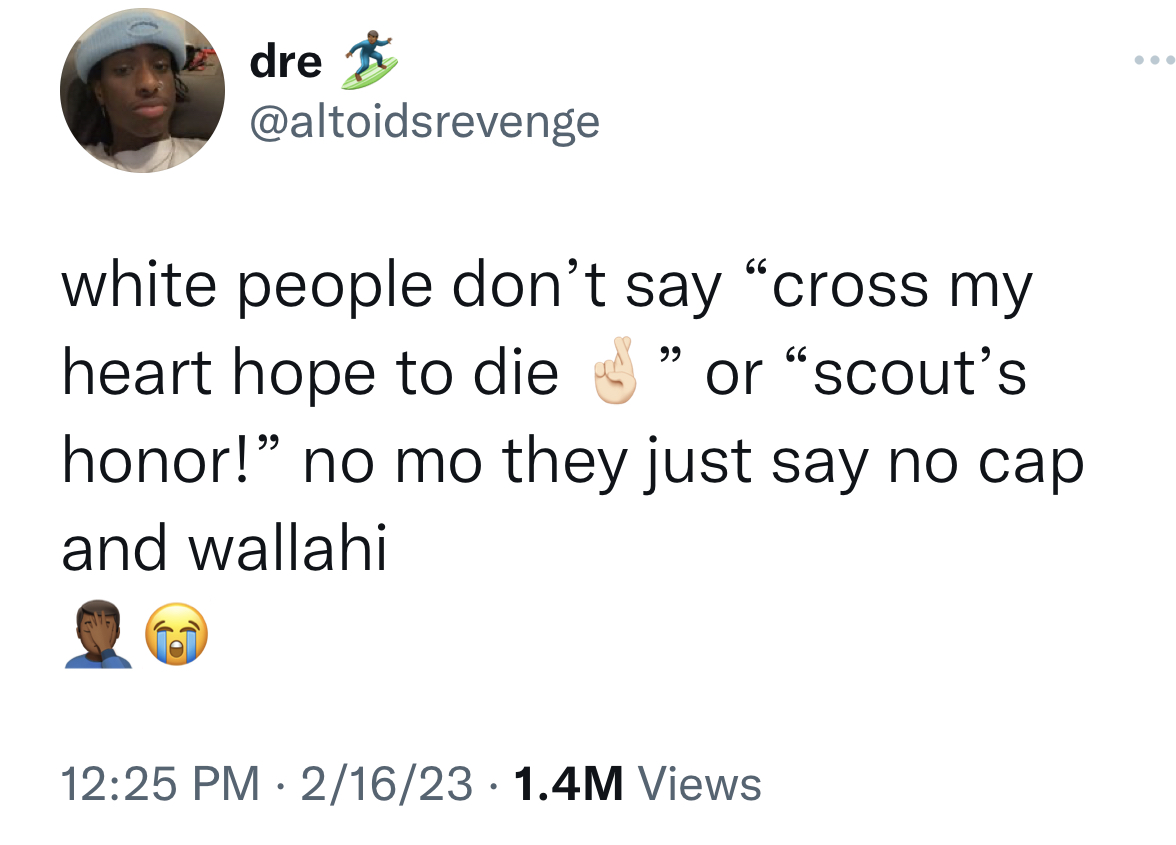 dre 🏄🏾‍♂️
@altoidsrevenge
white people don’t say “cross my
heart hope to die 🤞🏻” or “scout’s
honor!” no mo they just say no cap
and wallahi
🤦🏾‍♂️😭
12:25 PM · 2/16/23 · 1.4M Views